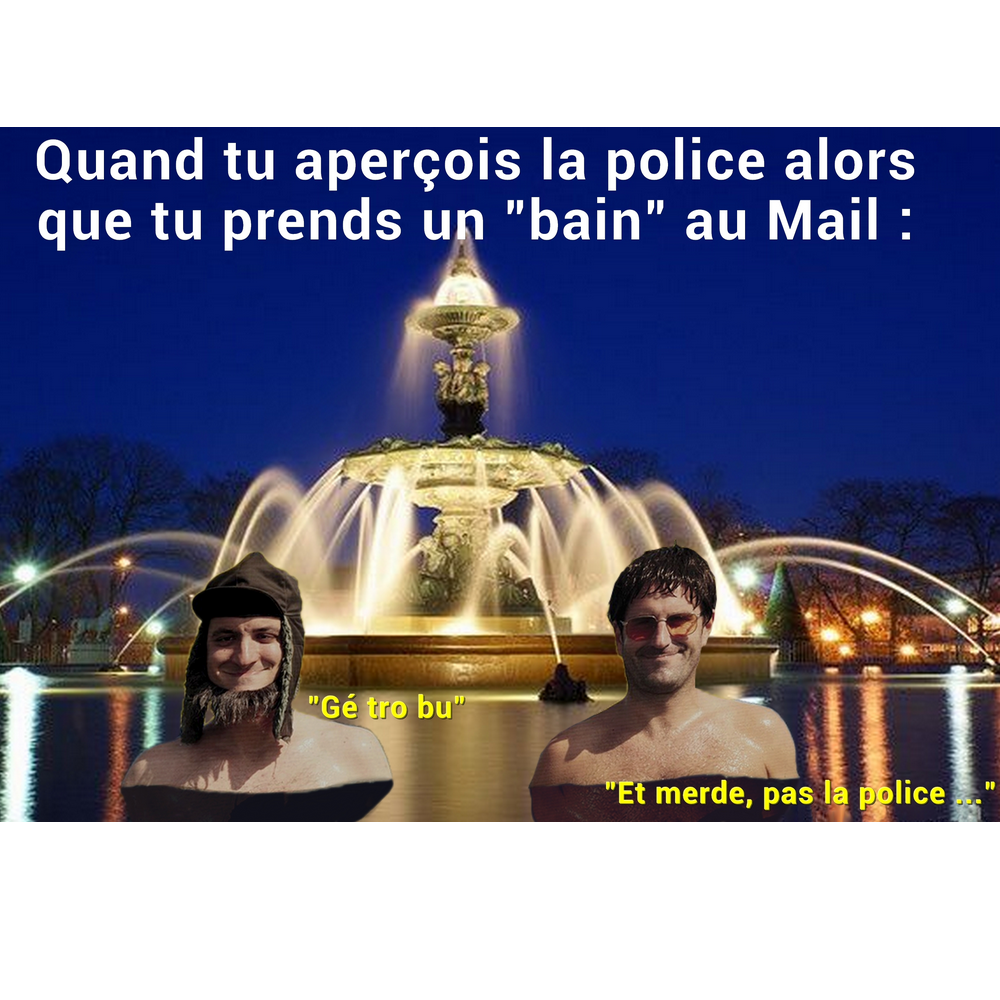 Quand tu aperçois la police alors
que tu prends un "bain" au Mail :
"Gé tro bu"
"Et merde, pas la police ..."